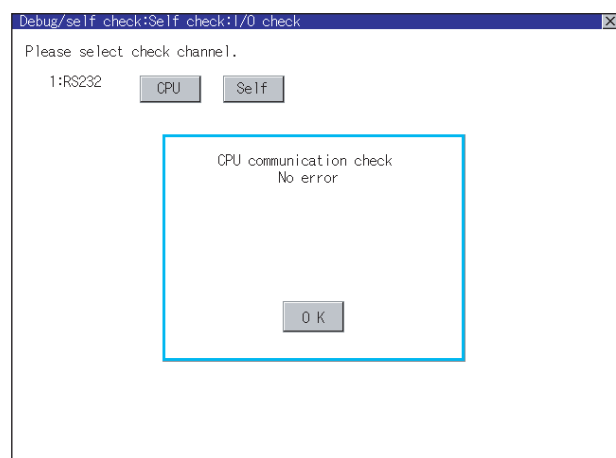 Debug/self check:Self check:I/O check
Please select check channel.
1:RS232 CPU Self
CPU communication check
No error
O K